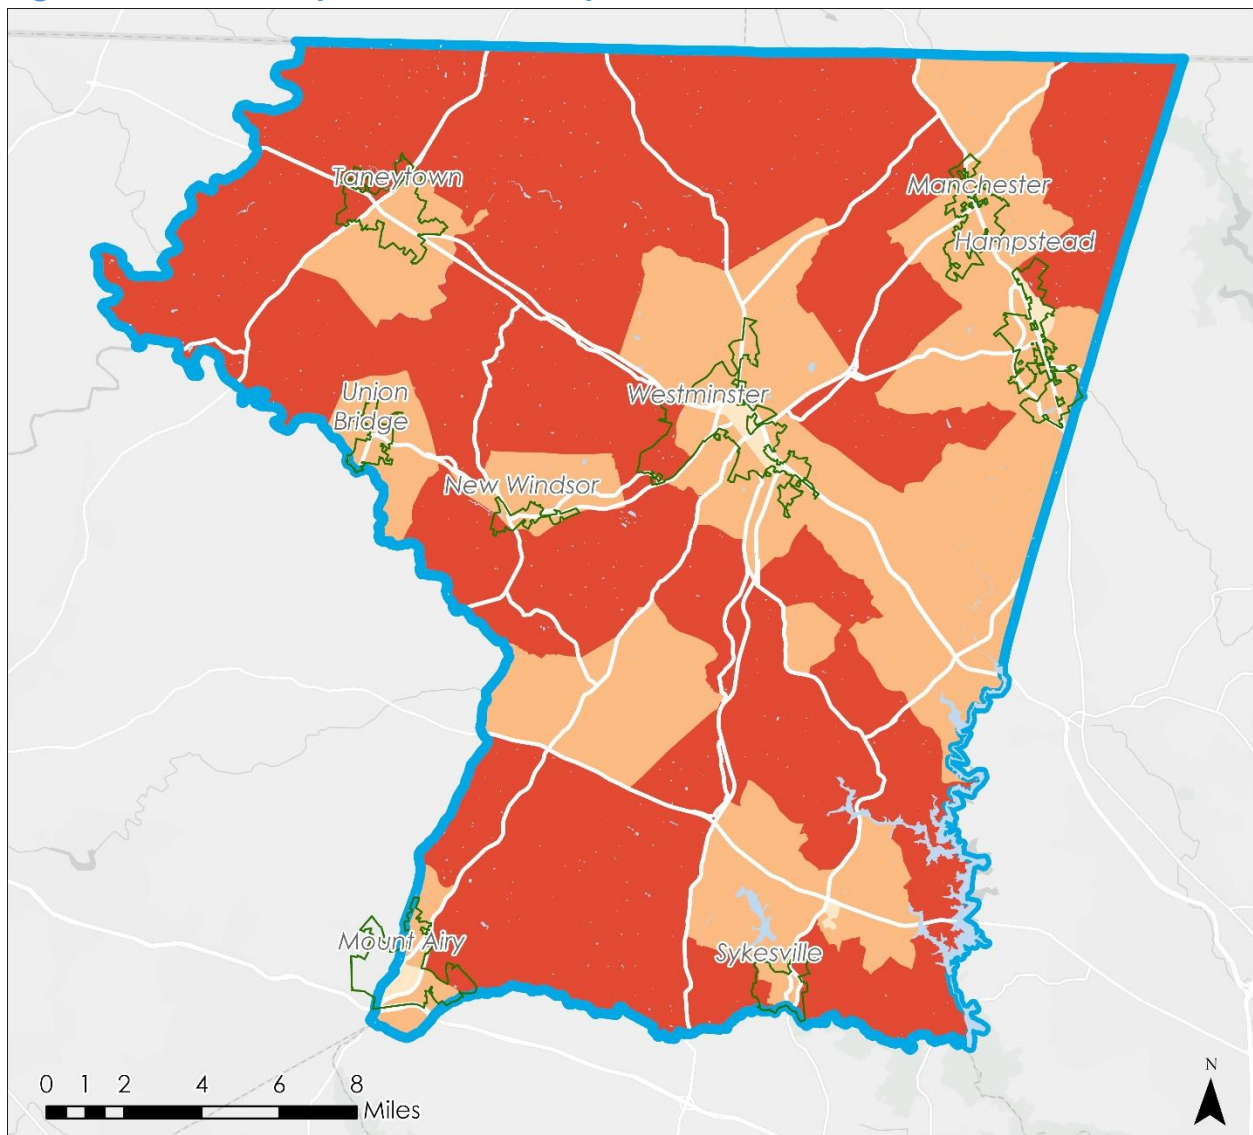 Taneytown
Manchester
Hampstead
Union
Bridge
Westminster
New Windsor
Mount Airy
Sykesville
0 1 2 4 6 8
Miles
N